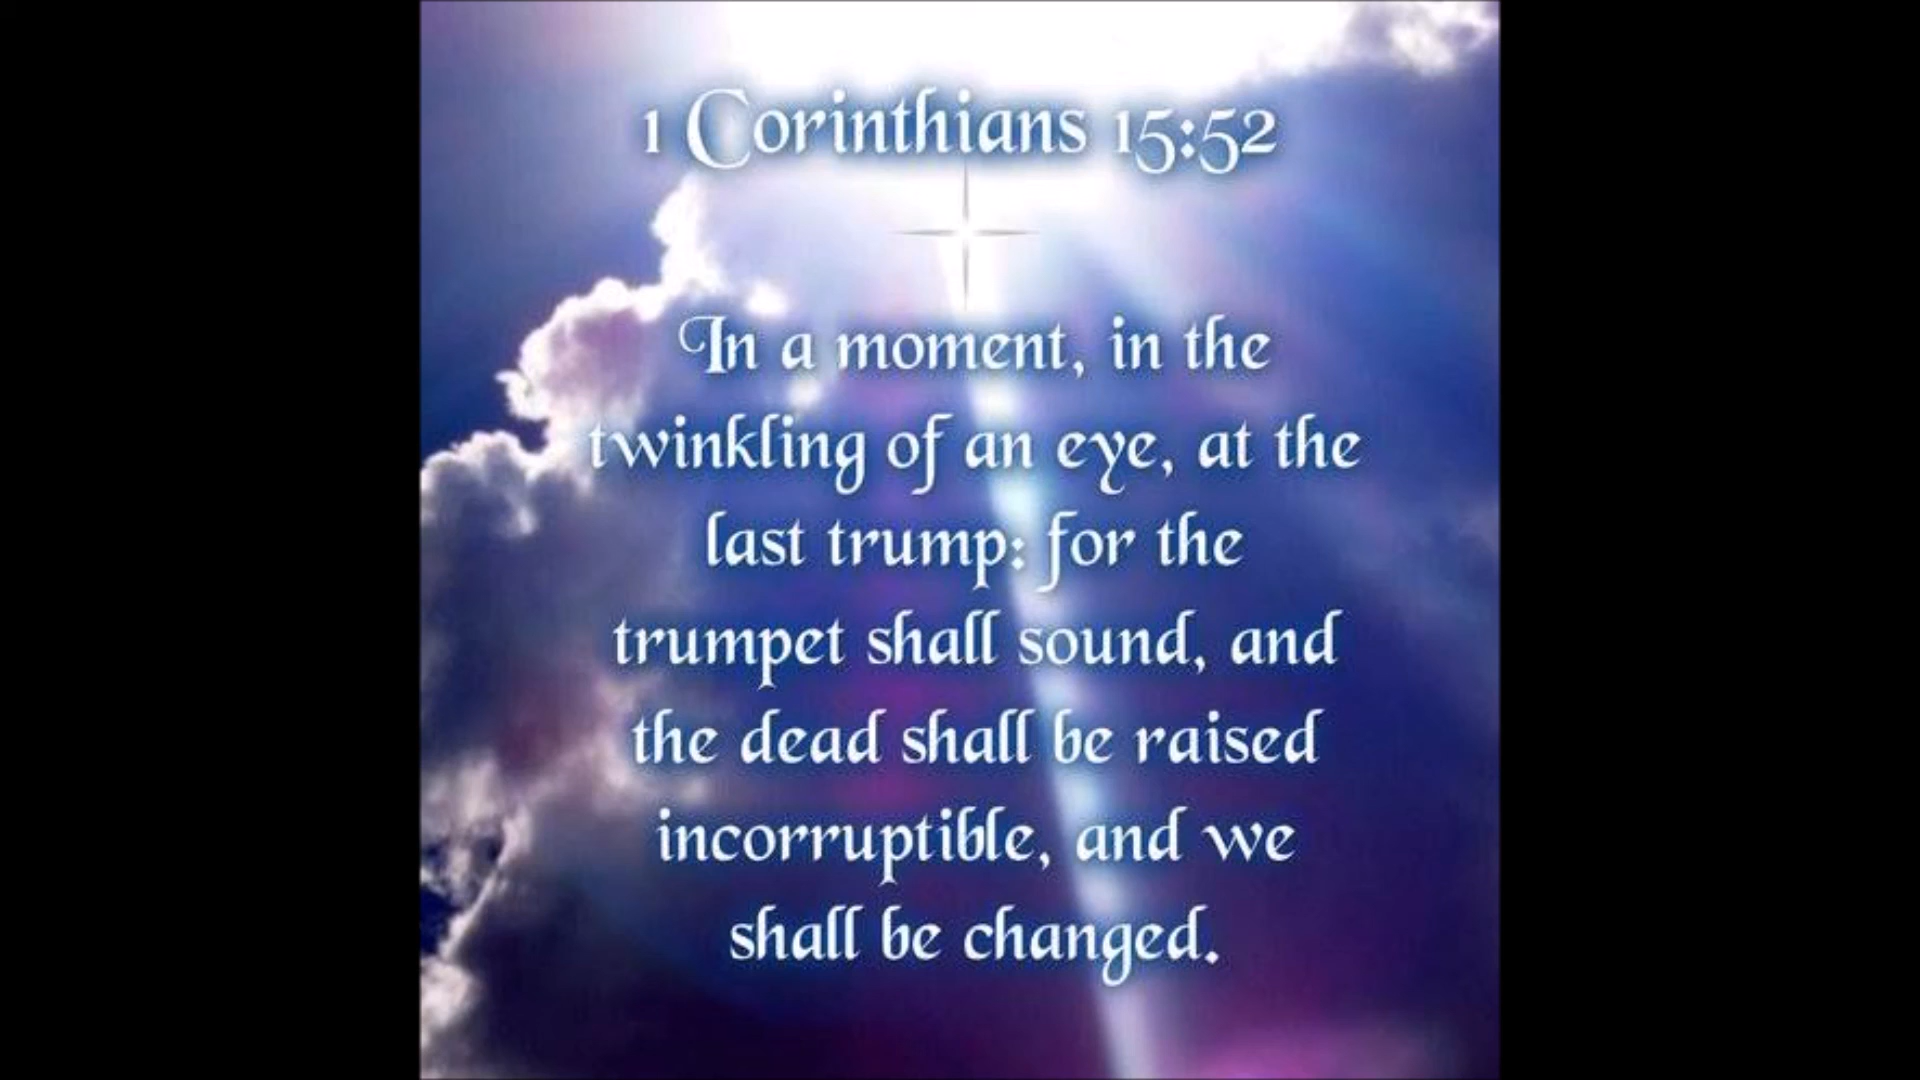 1 Corinthians 15:52
In a moment, in the
twinkling of an eye, at the
last trump: for the
trumpet shall sound, and
the dead shall be raised
incorruptible, and we
shall be changed.